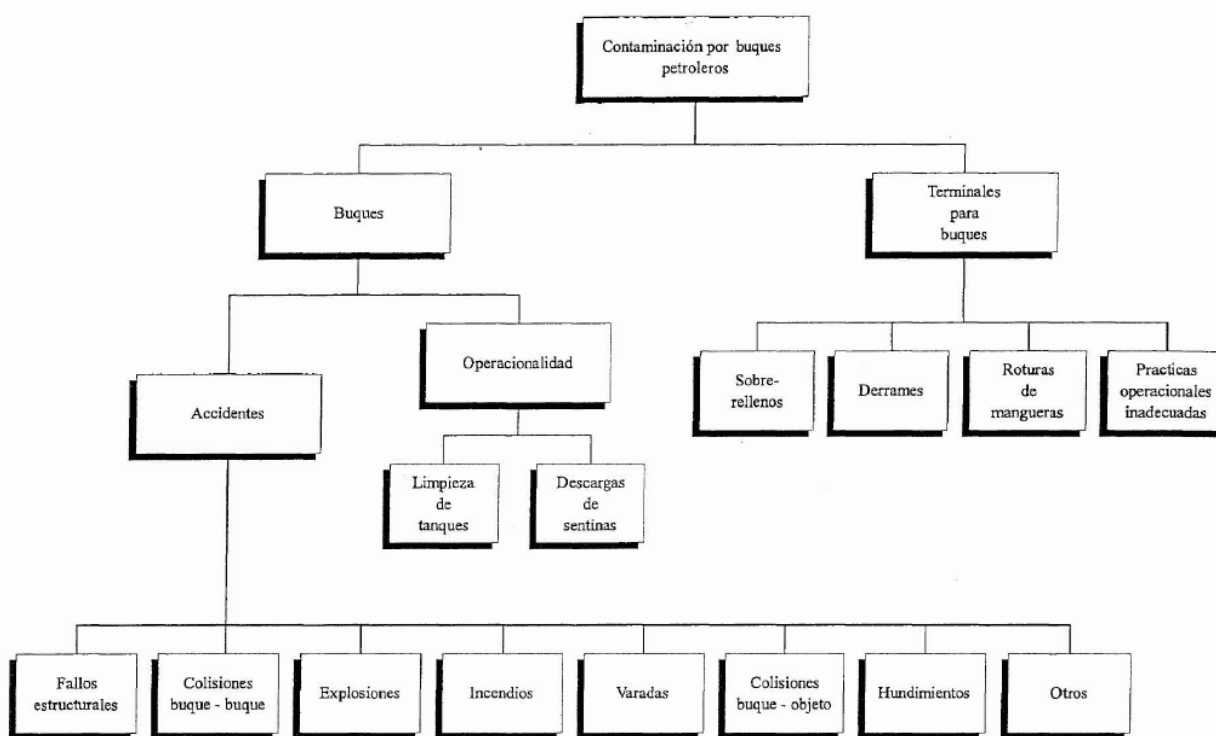 Contaminación por buques
petroleros
Buques
Terminales
para
buques
Accidentes
Operacionalidad
Limpieza
de
tanques
Descargas
de
sentinas
Sobre-
rellenos
Derrames
Roturas
de
mangueras
Practicas
operacionales
inadecuadas
Fallos
estructurales
Colisiones
buque - buque
Explosiones
Incendios
Varadas
Colisiones
buque - objeto
Hundimientos
Otros